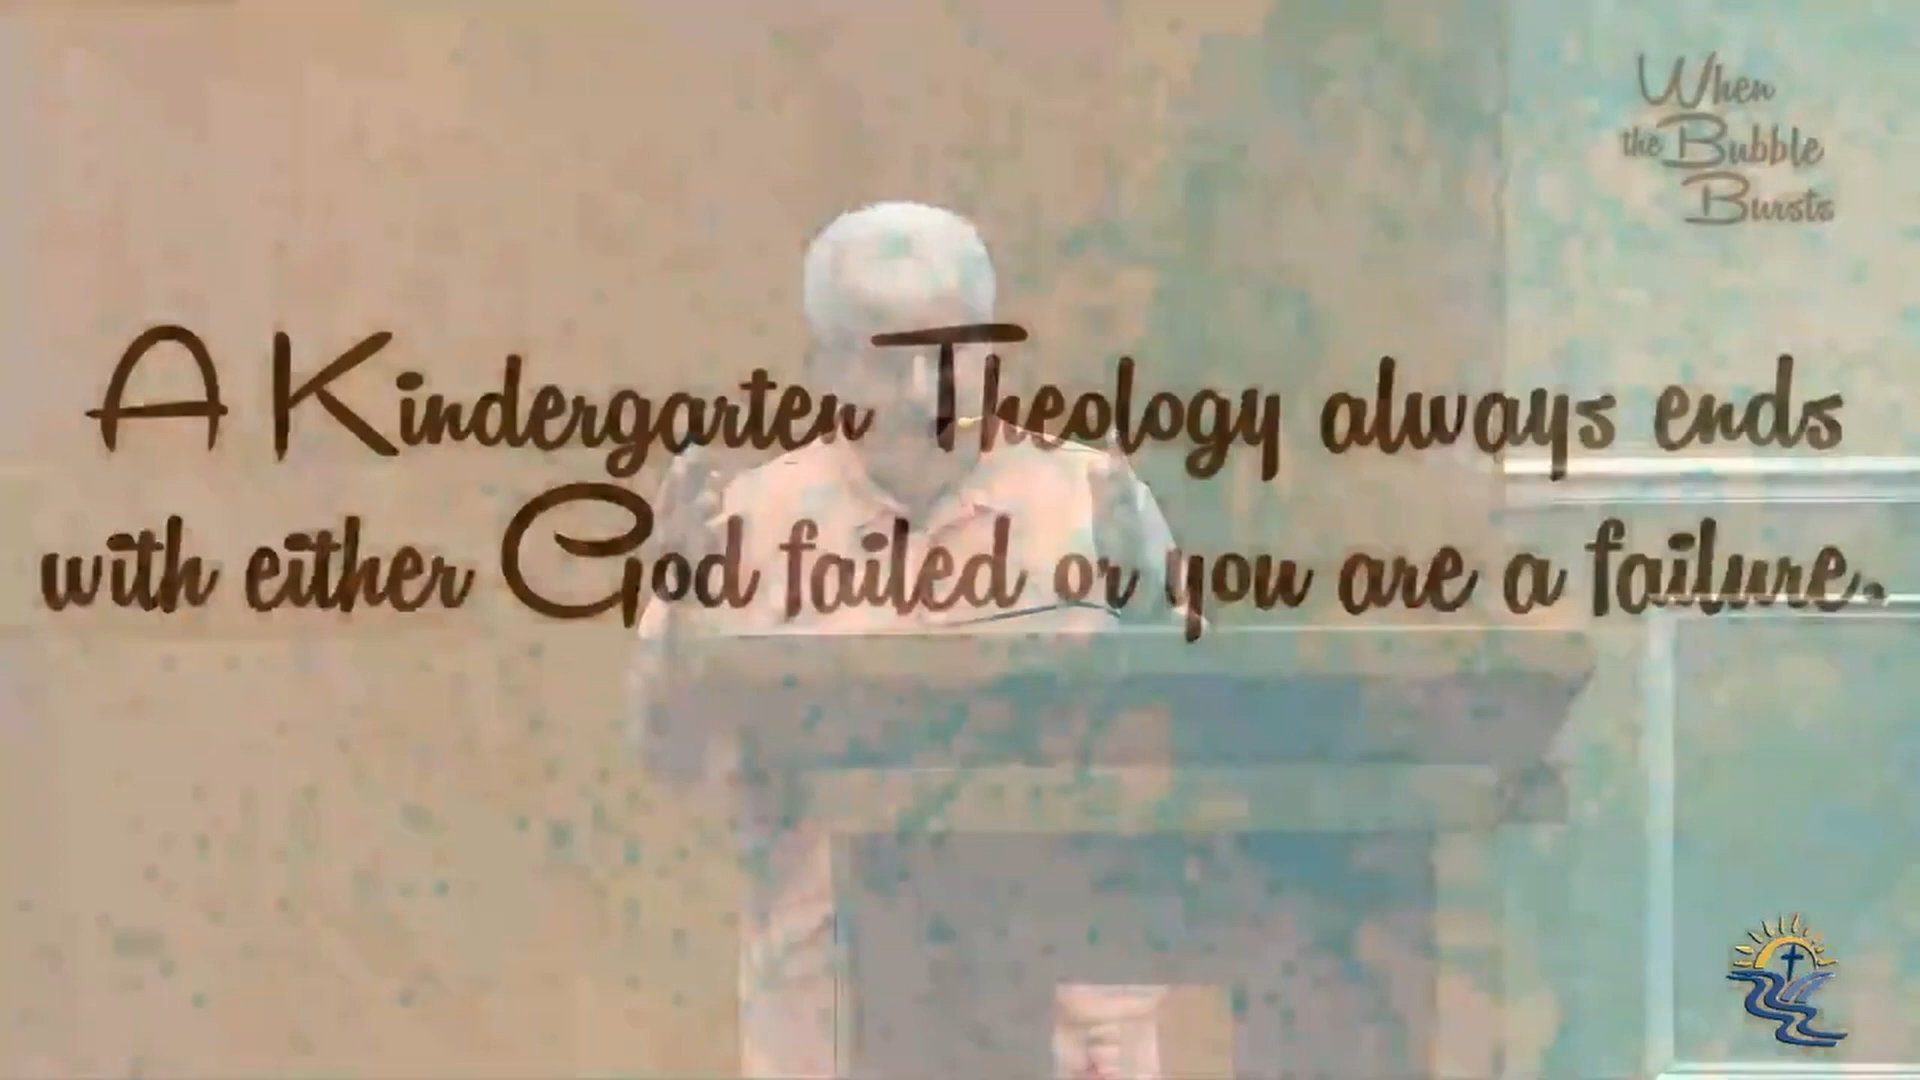 When
the Bubble
Bursts
A Kindergarten Theology always ends
with either God failed or you are a failure.